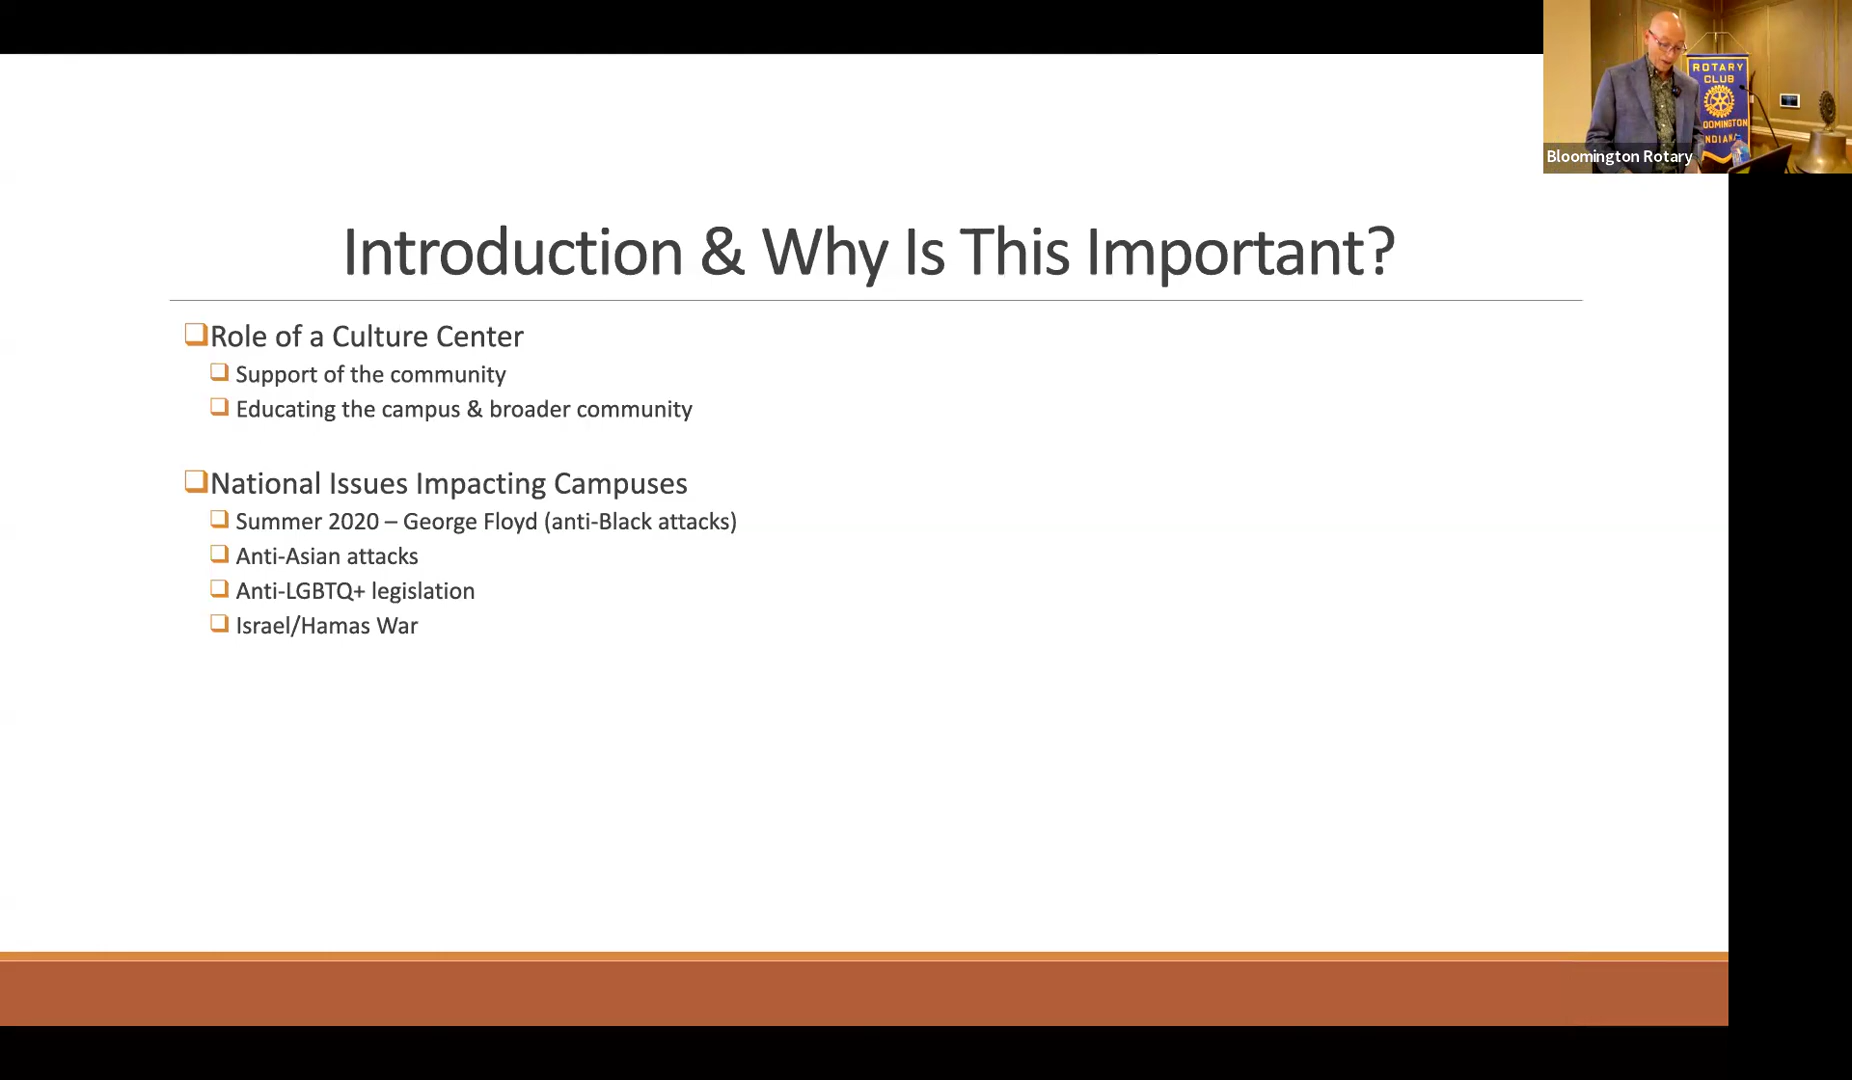 Introduction & Why Is This Important?
❑Role of a Culture Center
❑ Support of the community
❑ Educating the campus & broader community
❑National Issues Impacting Campuses
❑ Summer 2020 – George Floyd (anti-Black attacks)
❑ Anti-Asian attacks
❑ Anti-LGBTQ+ legislation
❑ Israel/Hamas War
ROTARY
CLUB
OOMINGTON
NDIAN
Bloomington Rotary